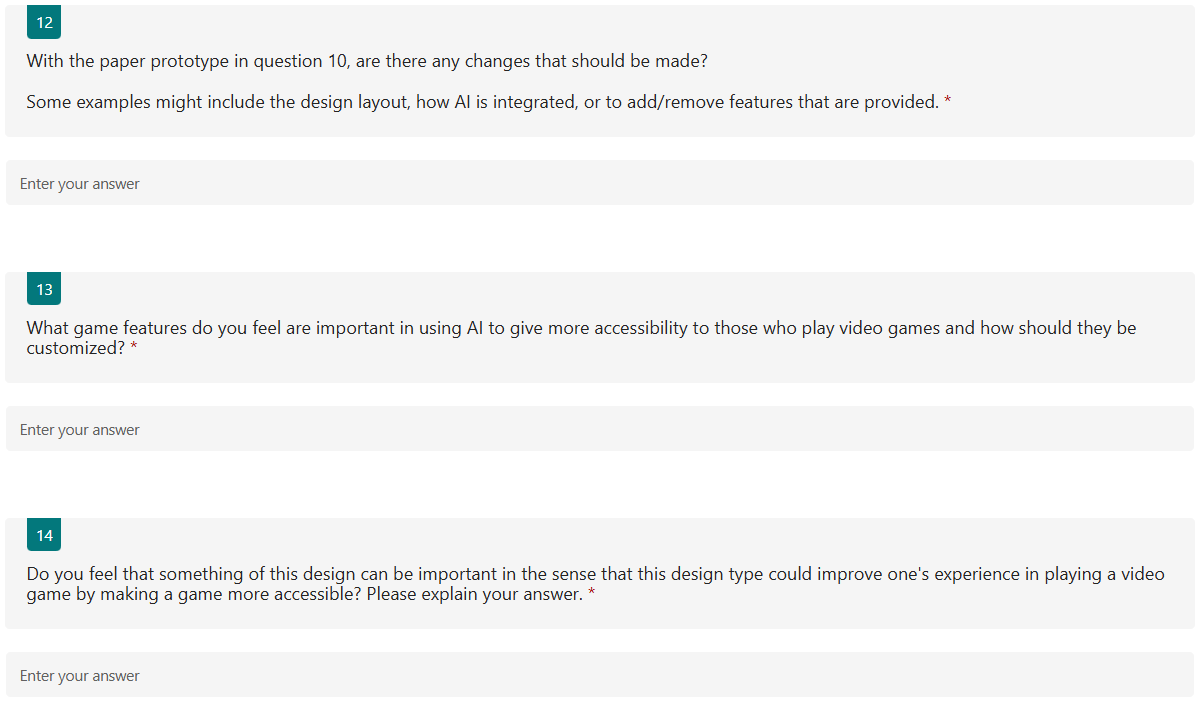 12
With the paper prototype in question 10, are there any changes that should be made?
Some examples might include the design layout, how AI is integrated, or to add/remove features that are provided. *
Enter your answer
13
What game features do you feel are important in using AI to give more accessibility to those who play video games and how should they be
customized? *
Enter your answer
14
Do you feel that something of this design can be important in the sense that this design type could improve one's experience in playing a video
game by making a game more accessible? Please explain your answer. *
Enter your answer